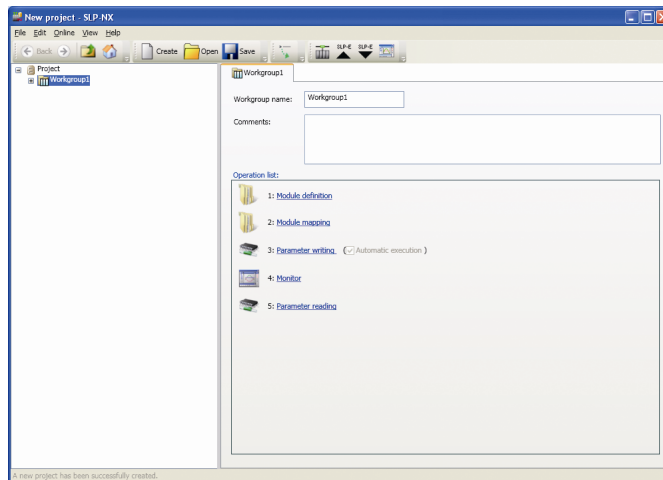 New project - SLP-NX
File Edit Online View Help
Back Create Open Save SLP-E SLP-E
Project
Workgroup1
Workgroup1
Workgroup name: Workgroup1
Comments:
Operation list:
1: Module definition
2: Module mapping
3: Parameter writing ( Automatic execution )
4: Monitor
5: Parameter reading
A new project has been successfully created.